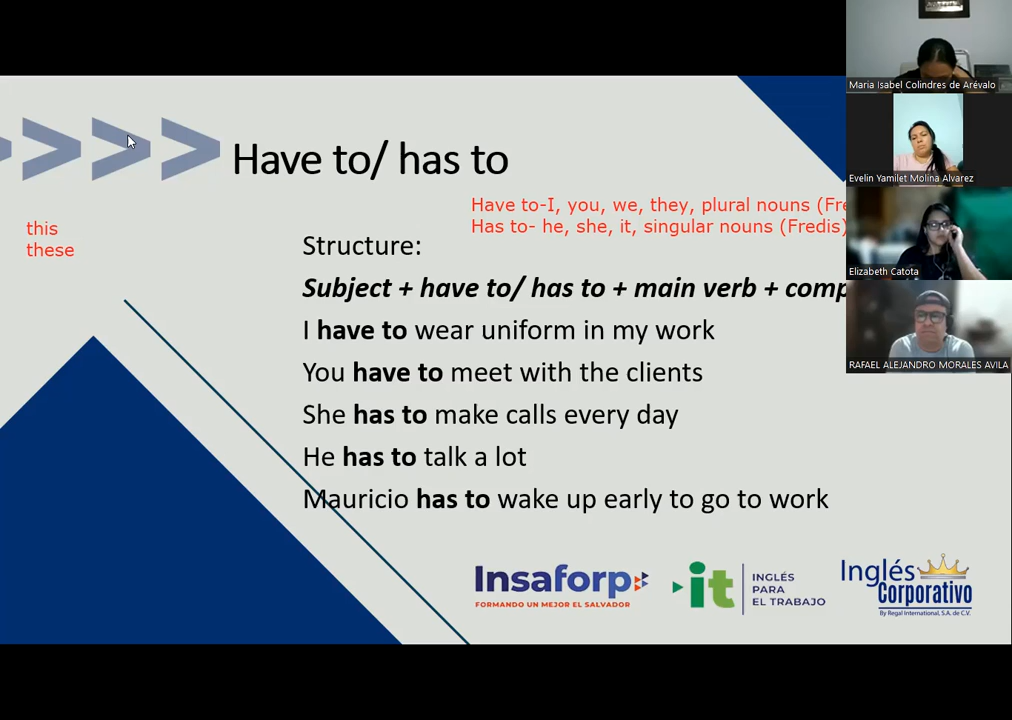 Maria Isabel Colindres de Arévalo
Evelin Yamilet Molina Alvarez
Elizabeth Catota
RAFAEL ALEJANDRO MORALES AVILA
Have to/ has to
Have to-I, you, we, they, plural nouns (Fre
Has to- he, she, it, singular nouns (Fredis)
this
these
Structure:
Subject + have to/ has to + main verb + comp
I have to wear uniform in my work
You have to meet with the clients
She has to make calls every day
He has to talk a lot
Mauricio has to wake up early to go to work
Insaforp
FORMANDO UN MEJOR EL SALVADOR
it
INGLÉS
PARA
EL TRABAJO
Inglés
Corporativo
By Regal International, S.A. de C.V.